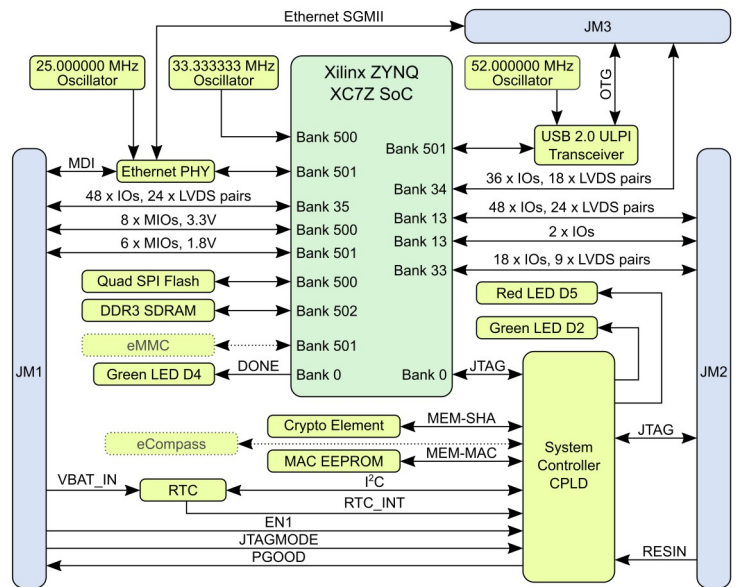 Ethernet SGMII
JM3
25.000000 MHz
Oscillator
33.333333 MHz
Oscillator
Xilinx ZYNQ
XC7Z SoC
52.000000 MHz
Oscillator
OTG
Bank 500
USB 2.0 ULPI
Transceiver
Bank 501
MDI
Ethernet PHY
Bank 501
36 x IOs, 18 x LVDS pairs
Bank 34
48 x IOs, 24 x LVDS pairs
Bank 35
48 x IOs, 24 x LVDS pairs
Bank 13
8 x MIOs, 3.3V
Bank 500
2 x IOs
Bank 13
6 x MIOs, 1.8V
Bank 501
18 x IOs, 9 x LVDS pairs
Bank 33
Quad SPI Flash
Bank 500
Red LED D5
DDR3 SDRAM
Bank 502
Green LED D2
eMMC
Bank 501
JM1
Green LED D4
DONE
Bank 0
Bank 0
JTAG
JM2
Crypto Element
MEM-SHA
eCompass
JTAG
System
Controller
CPLD
MAC EEPROM
MEM-MAC
VBAT_IN
RTC
I²C
RTC_INT
EN1
JTAGMODE
PGOOD
RESIN